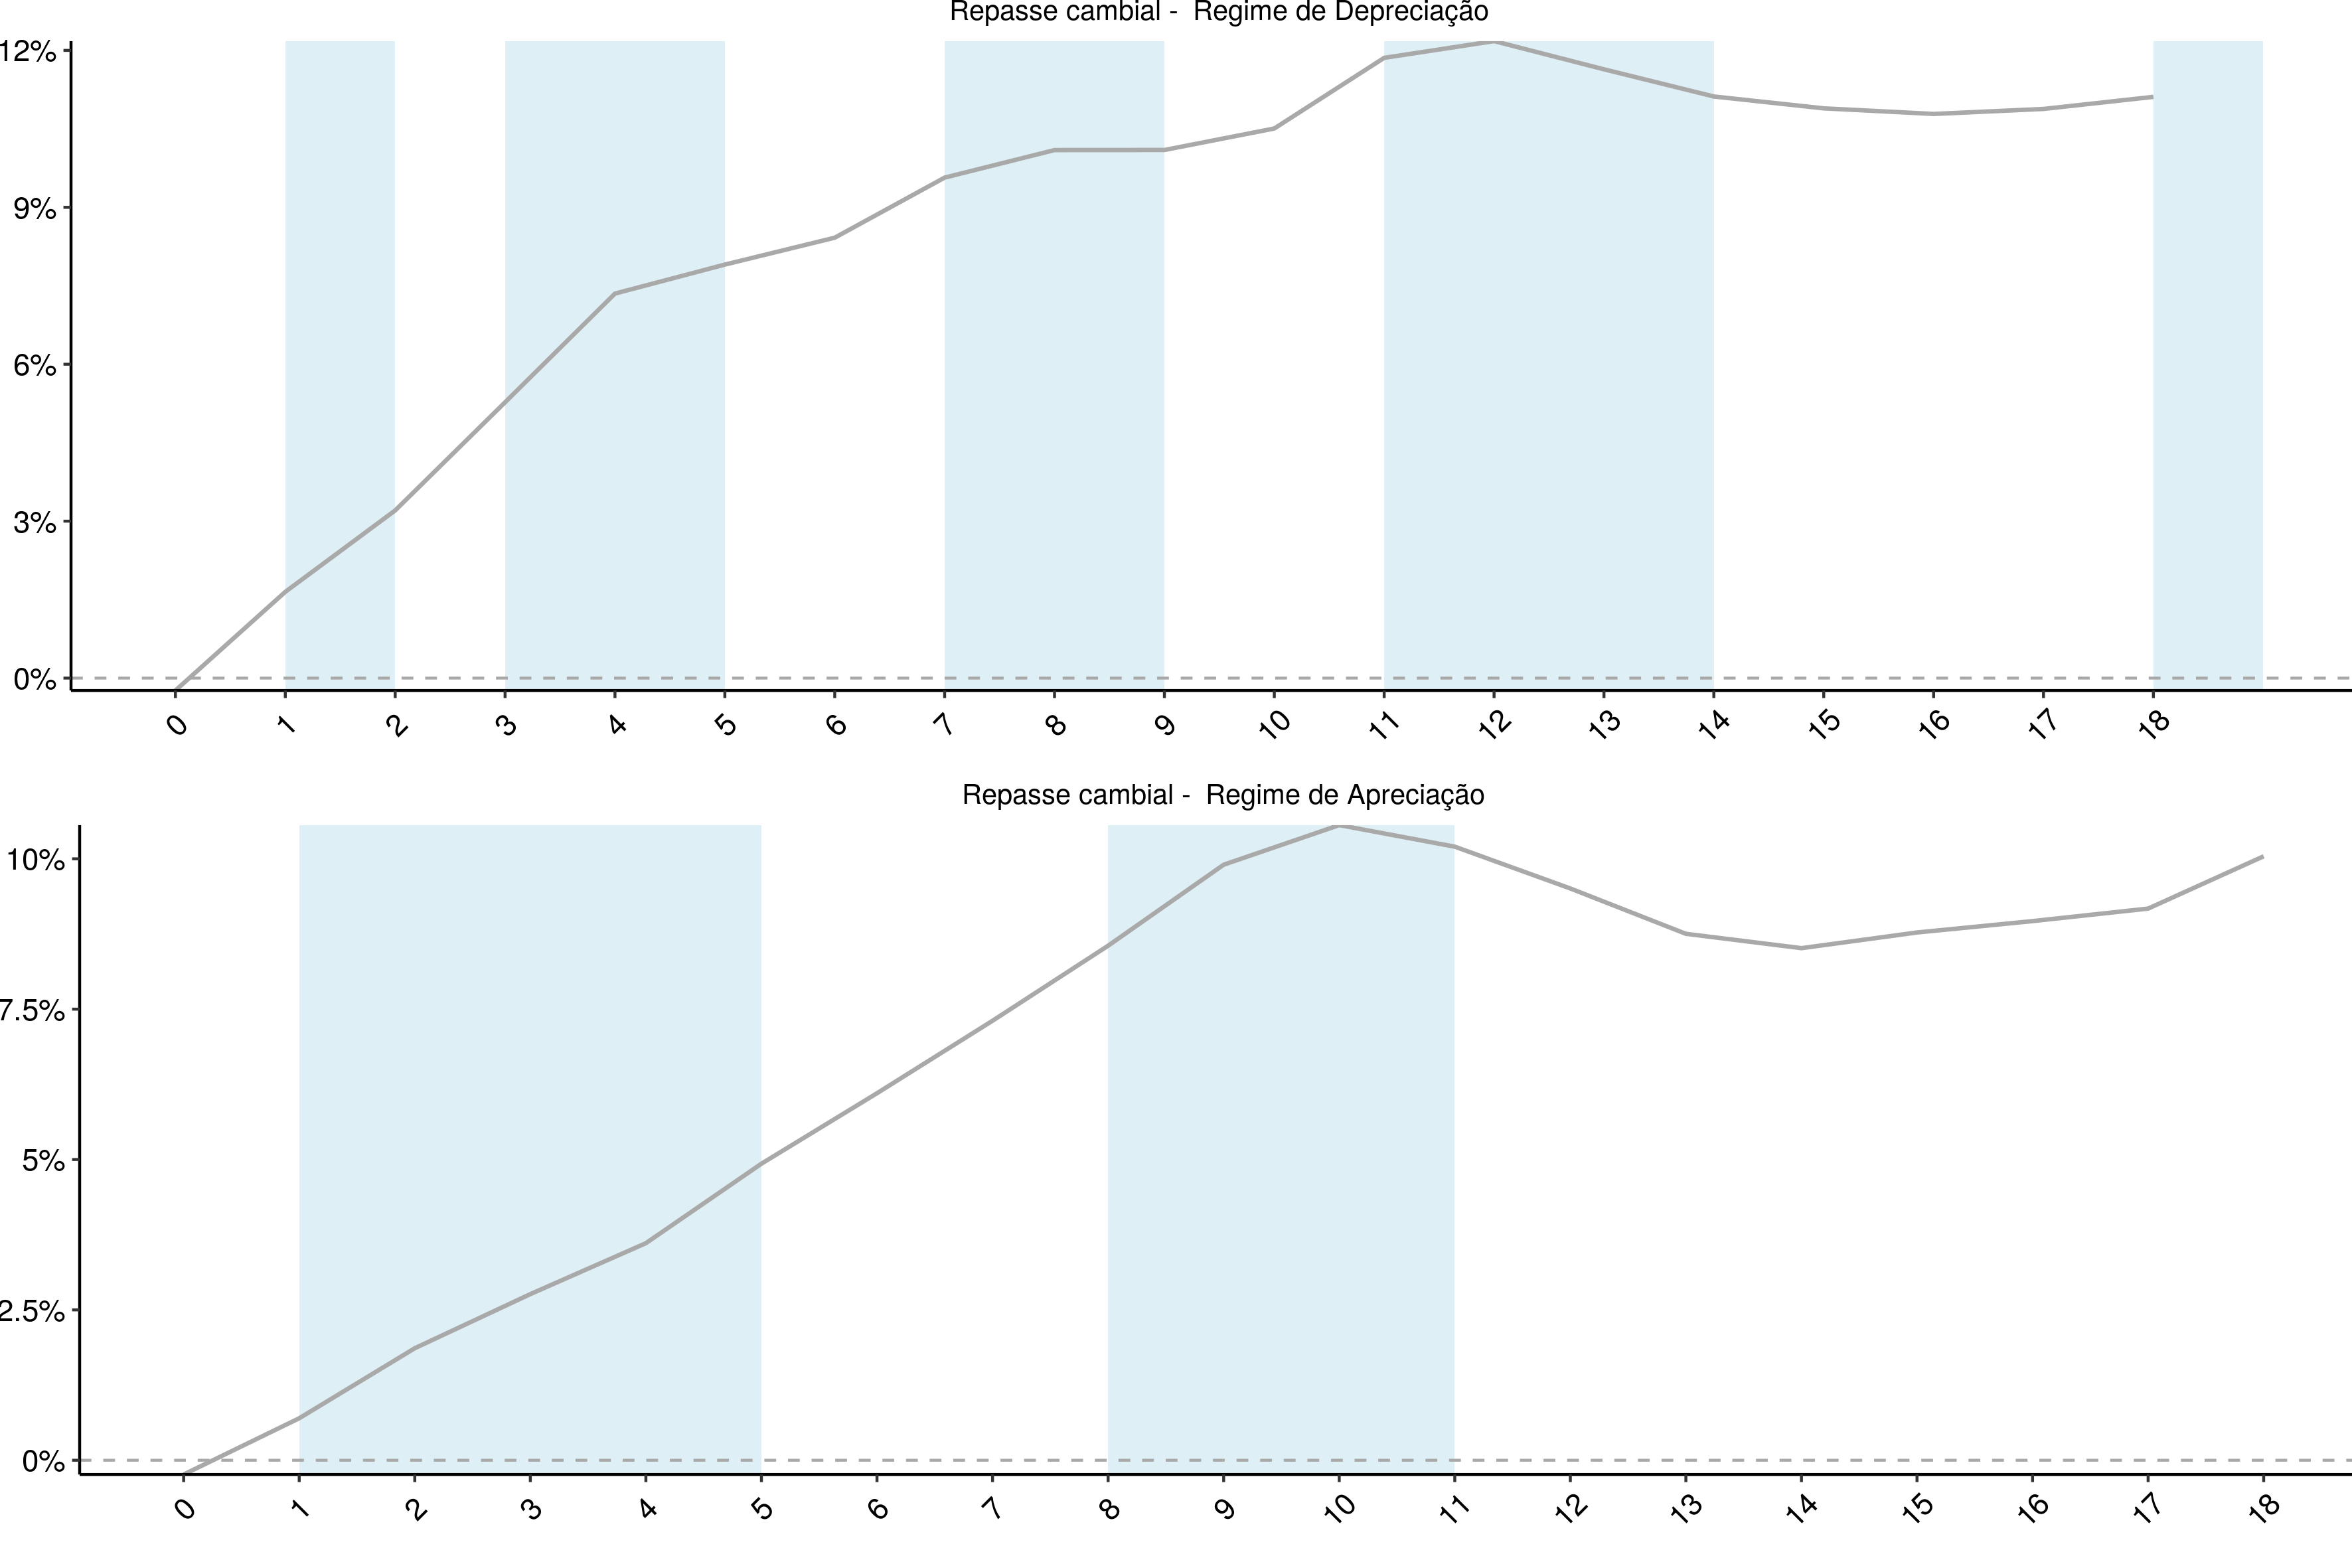 Repasse cambial -  Regime de Depreciação
12%
9%
6%
3%
0%
0 1 2 3 4 5 6 7 8 9 10 11 12 13 14 15 16 17 18
Repasse cambial -  Regime de Apreciação
10%
7.5%
5%
2.5%
0%
0 1 2 3 4 5 6 7 8 9 10 11 12 13 14 15 16 17 18